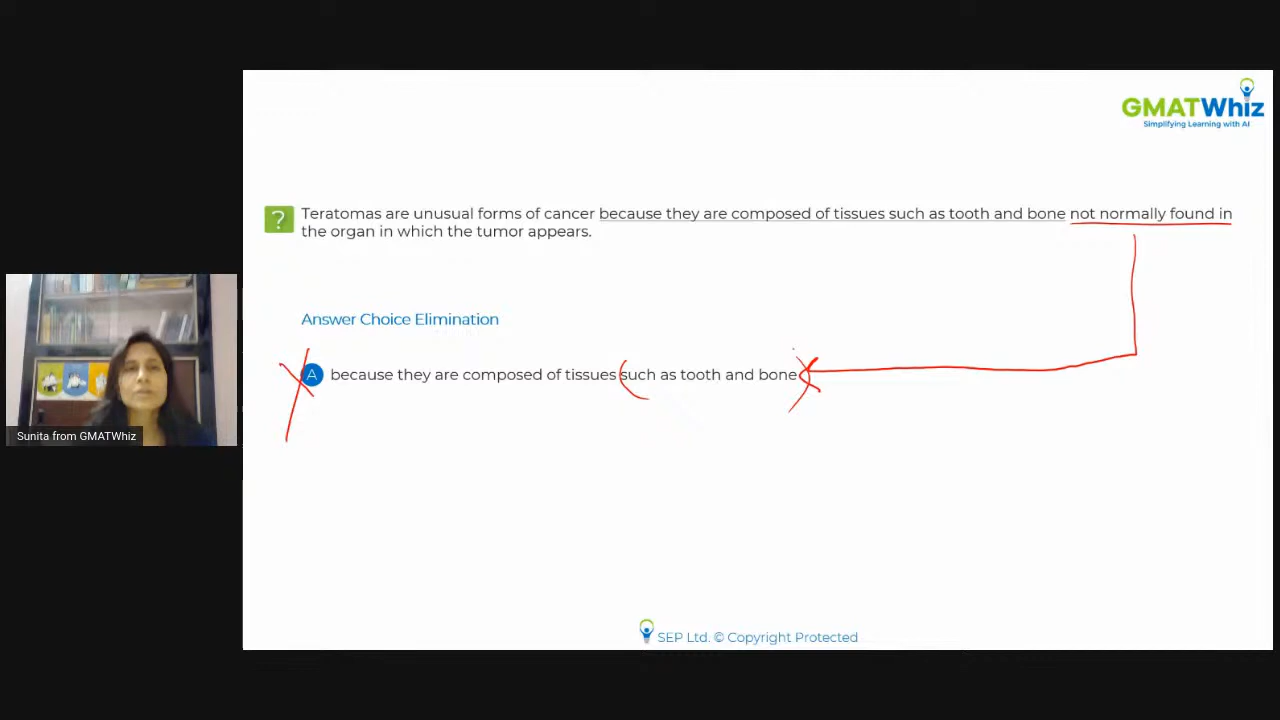 GMATWhiz
Simplifying Learning with AI
? Teratomas are unusual forms of cancer because they are composed of tissues such as tooth and bone not normally found in
the organ in which the tumor appears.
Answer Choice Elimination
A because they are composed of tissues such as tooth and bone
Sunita from GMATWhiz
SEP Ltd. © Copyright Protected